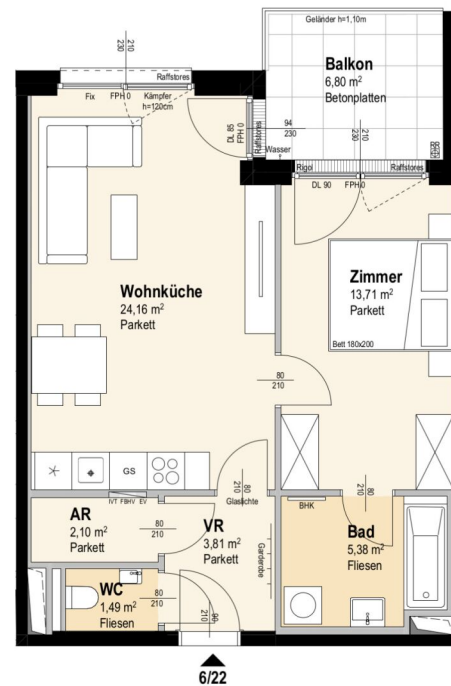 Geländer h=1,10m
Balkon
6,80 m²
Betonplatten
210
230
Raffstores
Fix
FPH 0
Kämpfer
h=120cm
DL 85
FPH 0
Raffstores
94
230
Wasser
210
230
Rigo
Raffstores
DL 90
FPH 0
Wohnküche
24,16 m²
Parkett
Zimmer
13,71 m²
Parkett
Bett 180x200
80
210
GS
80
210
Glaslichte
80
210
IVT
FBHV
EV
BHK
AR
2,10 m²
Parkett
80
210
VR
3,81 m²
Parkett
Garderobe
Bad
5,38 m²
Fliesen
WC
1,49 m²
Fliesen
80
210
90
210
6/22